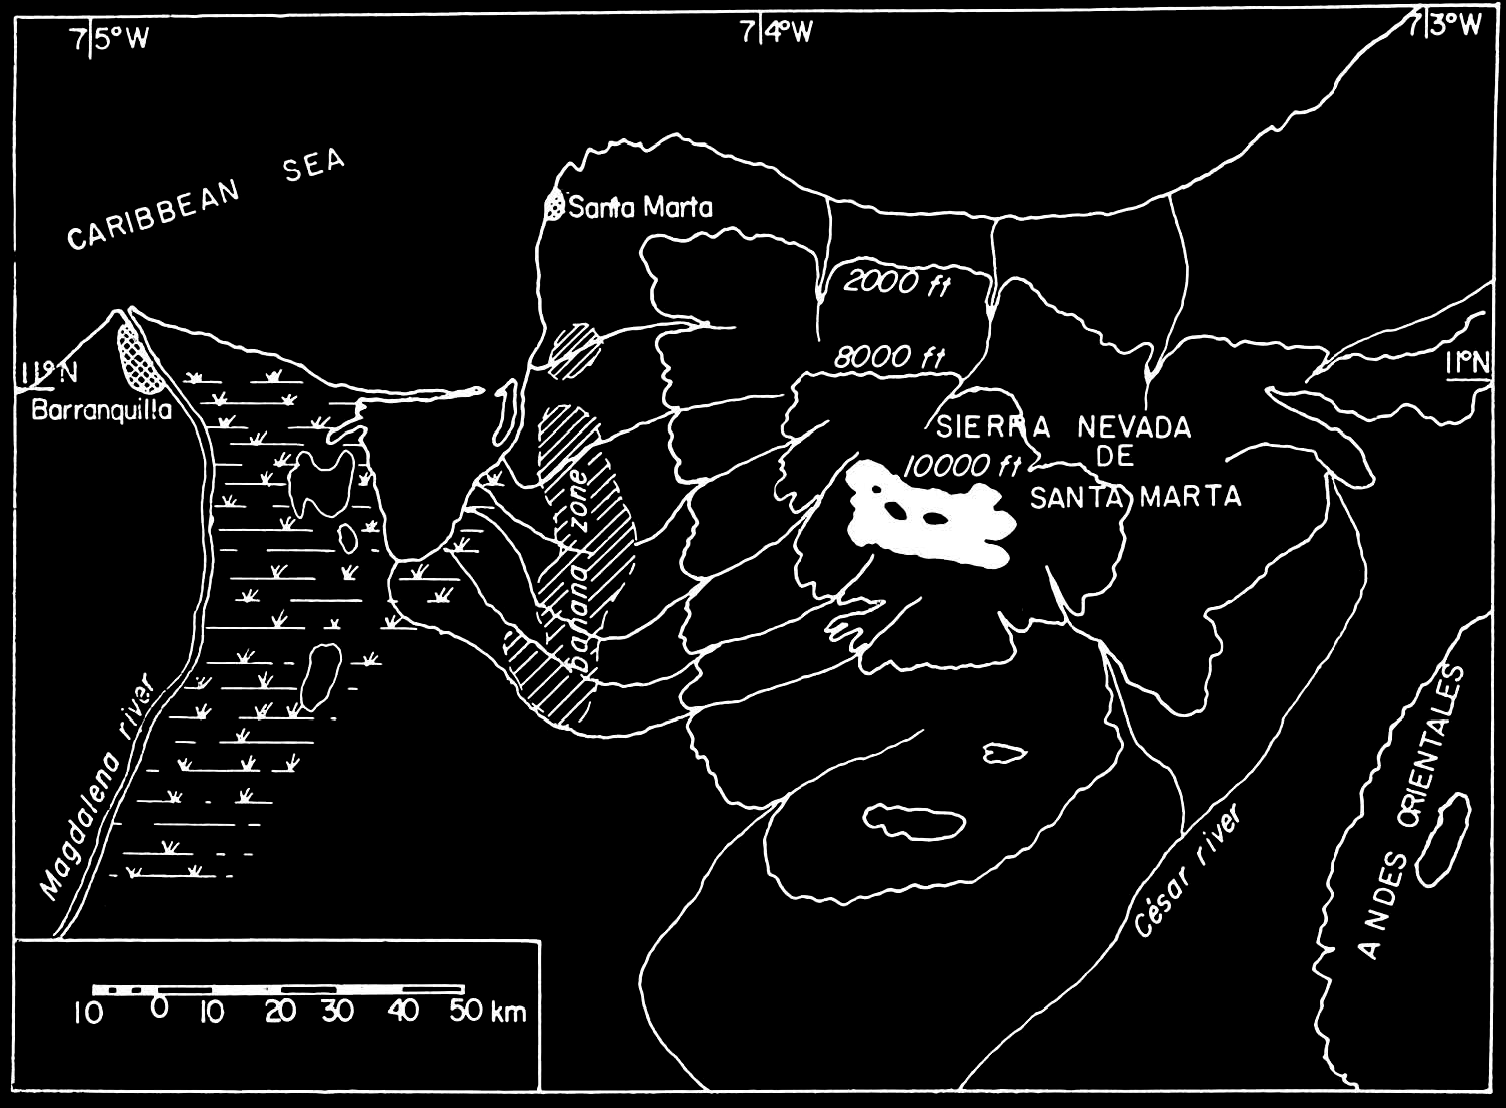 75°W
74°W
73°W
CARIBBEAN SEA
Santa Marta
2000 ft
8000 ft
11°N
11°N
Barranquilla
SIERRA NEVADA
DE
SANTA MARTA
10000 ft
banana zone
Magdalena river
César river
ANDES ORIENTALES
10 0 10 20 30 40 50 km